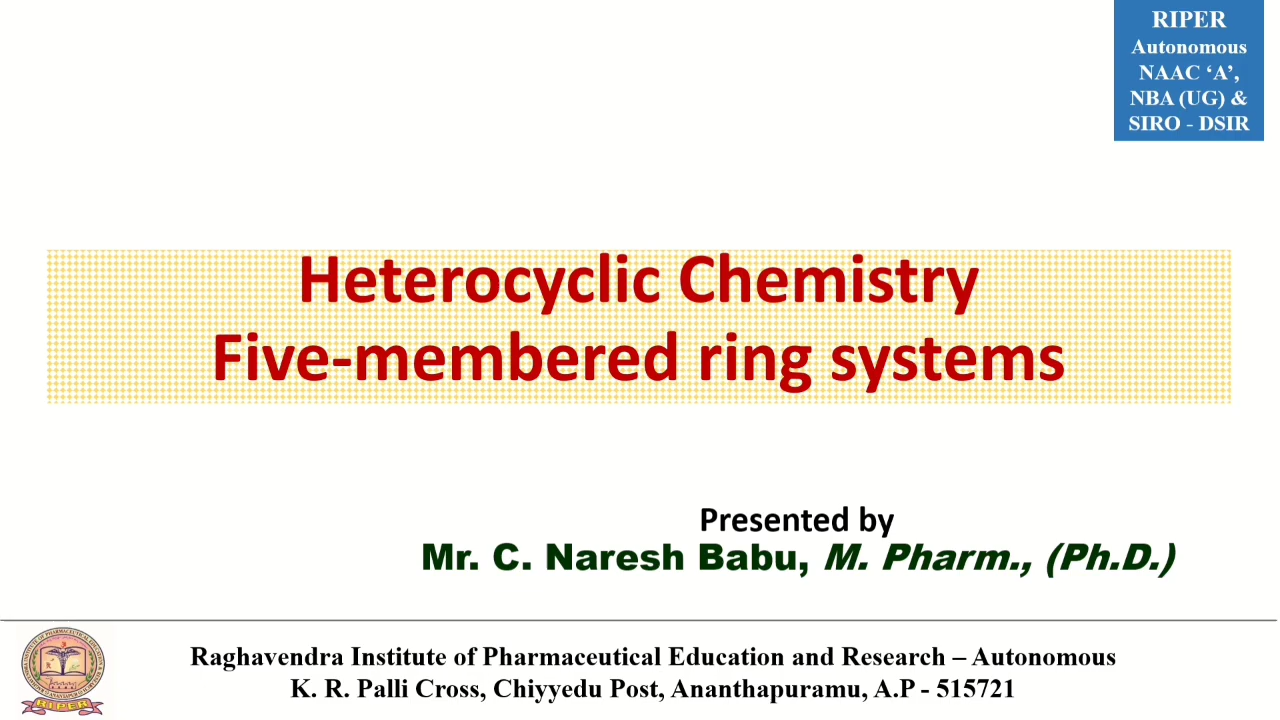 RIPER
Autonomous
NAAC ‘A’,
NBA (UG) &
SIRO - DSIR
Heterocyclic Chemistry
Five-membered ring systems
Presented by
Mr. C. Naresh Babu, M. Pharm., (Ph.D.)
Raghavendra Institute of Pharmaceutical Education and Research – Autonomous
K. R. Palli Cross, Chiyyedu Post, Ananthapuramu, A.P - 515721
RIPER